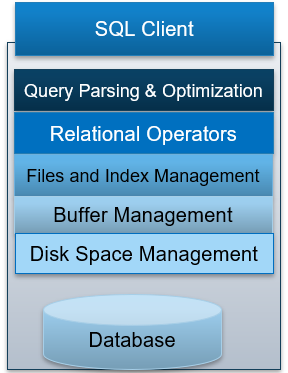 SQL Client
Query Parsing & Optimization
Relational Operators
Files and Index Management
Buffer Management
Disk Space Management
Database